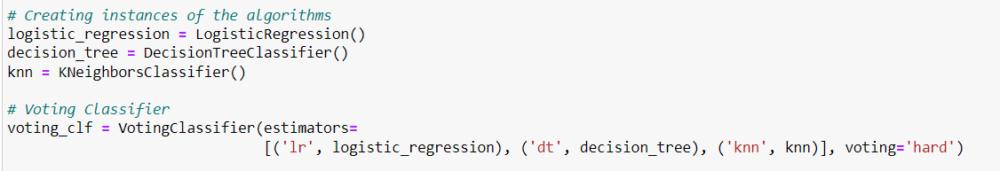 # Creating instances of the algorithms
logistic_regression = LogisticRegression()
decision_tree = DecisionTreeClassifier()
knn = KNeighborsClassifier()
# Voting Classifier
voting_clf = VotingClassifier(estimators=
[('lr', logistic_regression), ('dt', decision_tree), ('knn', knn)], voting='hard')